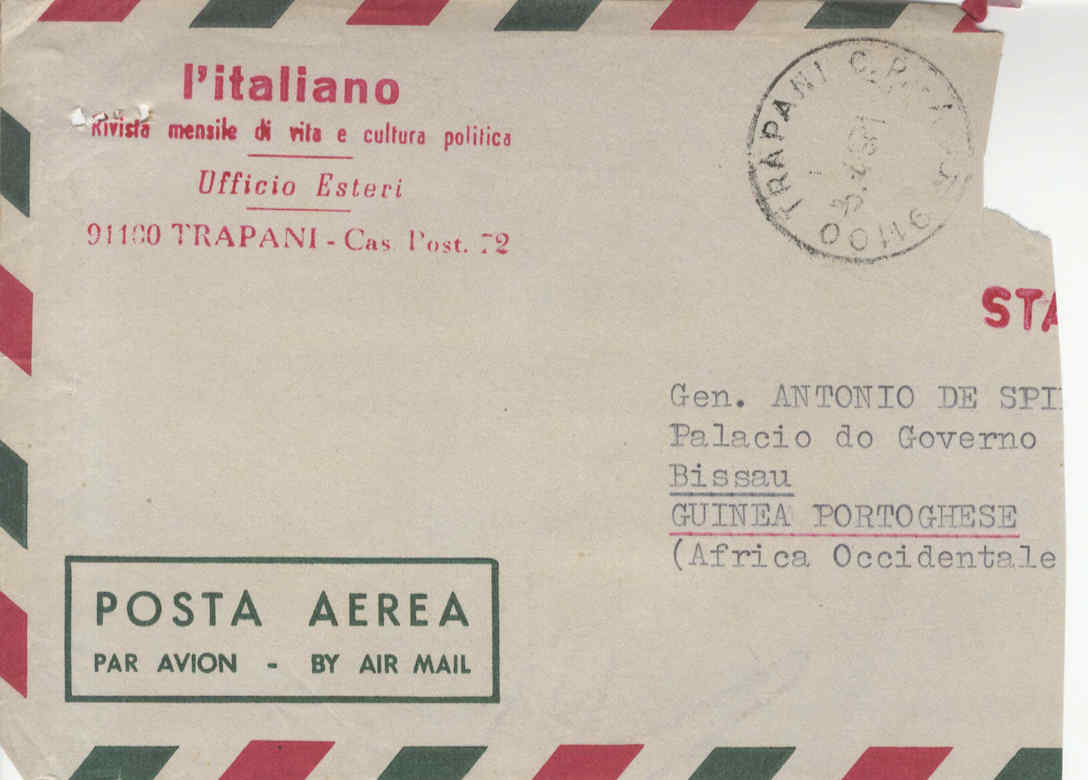 l'italiano
Rivista mensile di vita e cultura politica
Ufficio Esteri
91100 TRAPANI - Cas. Post. 72
TRAPANI C.P.
91100
STA
Gen. ANTONIO DE SPI
Palacio do Governo
Bissau
GUINEA PORTOGHESE
(Africa Occidentale
POSTA AEREA
PAR AVION - BY AIR MAIL